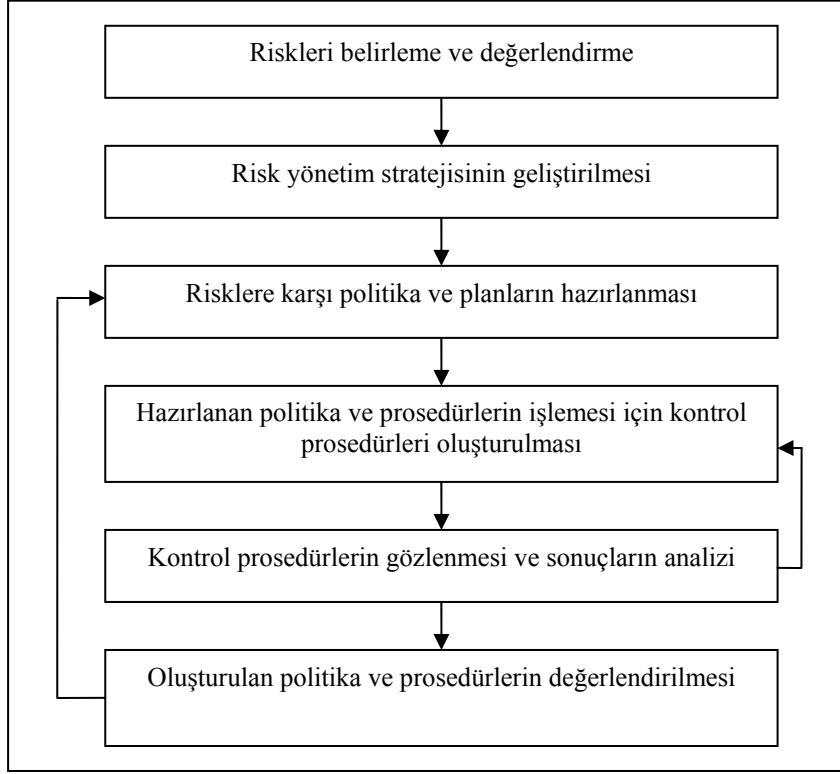 Riskleri belirleme ve değerlendirme
Risk yönetim stratejisinin geliştirilmesi
Risklere karşı politika ve planların hazırlanması
Hazırlanan politika ve prosedürlerin işlemesi için kontrol
prosedürleri oluşturulması
Kontrol prosedürlerin gözlenmesi ve sonuçların analizi
Oluşturulan politika ve prosedürlerin değerlendirilmesi